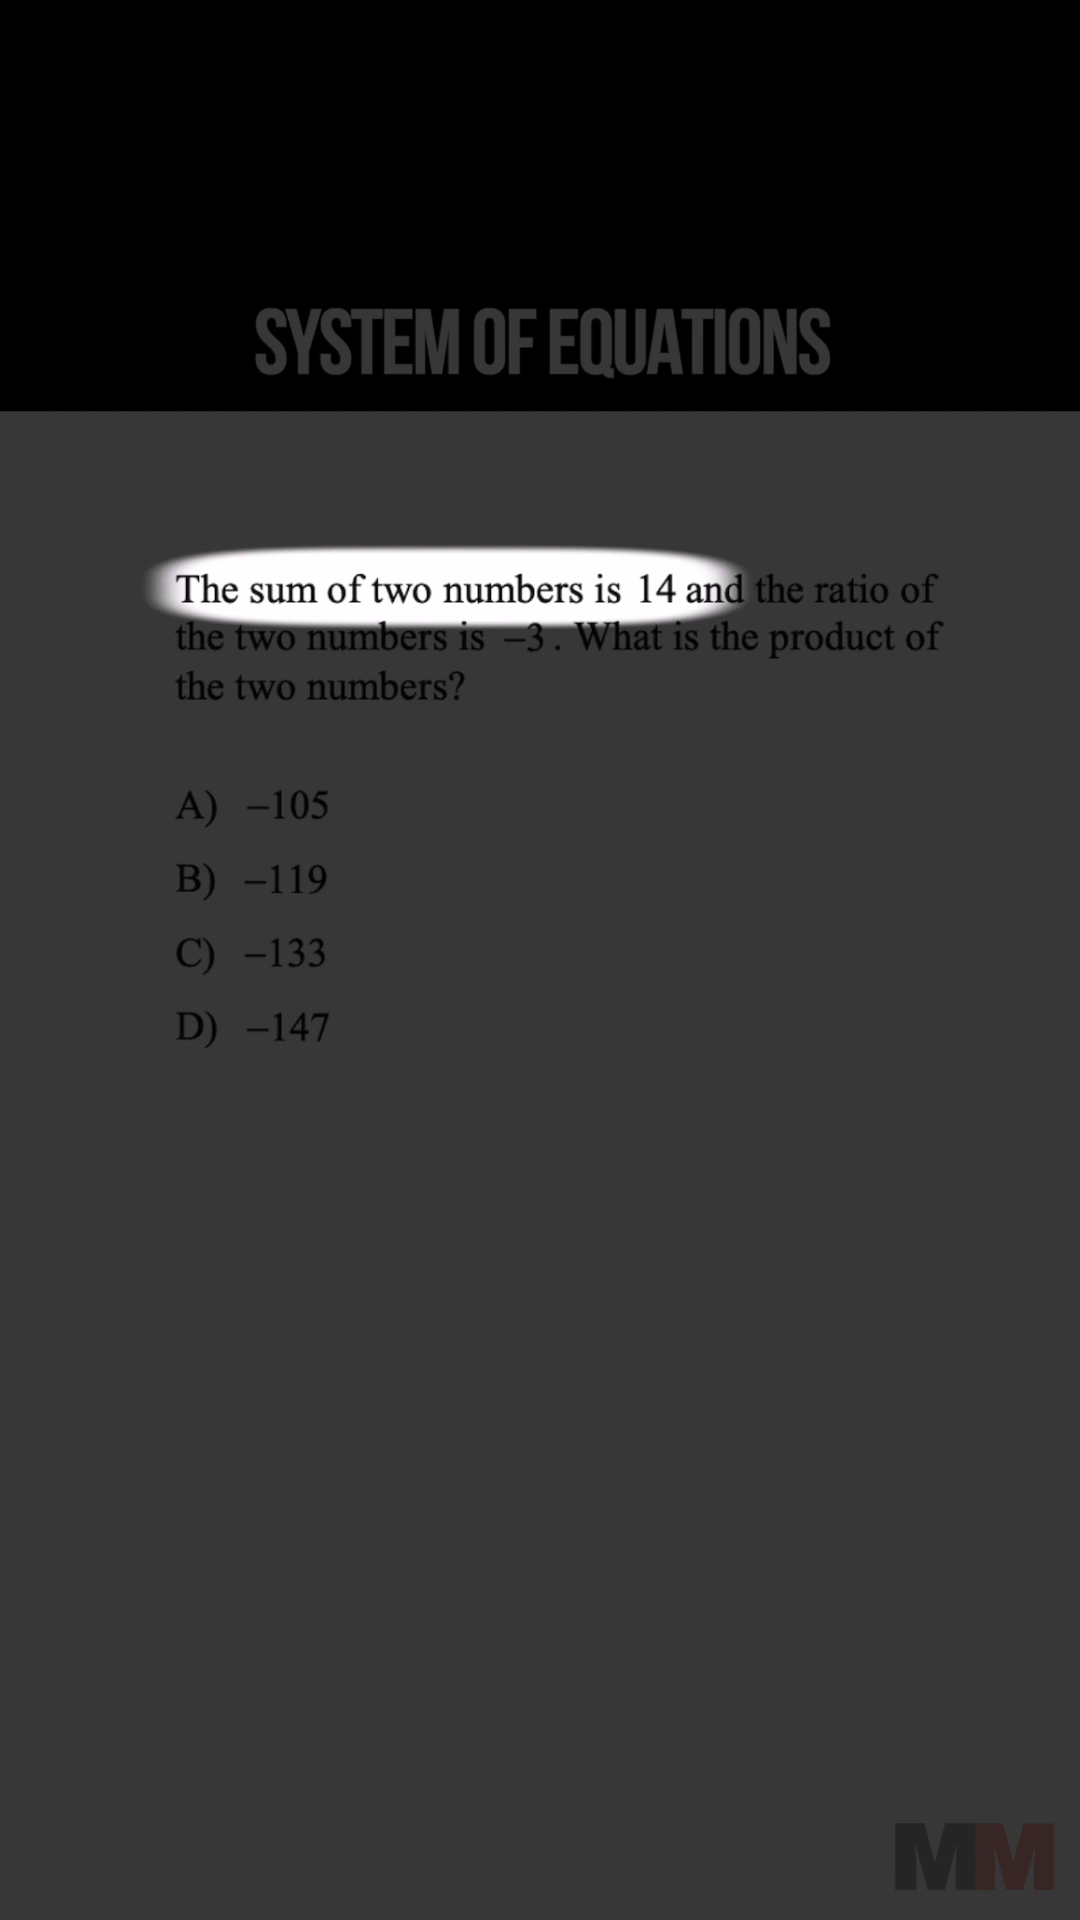 SYSTEM OF EQUATIONS
The sum of two numbers is 14 and the ratio of
the two numbers is −3. What is the product of
the two numbers?
A) −105
B) −119
C) −133
D) −147
MM